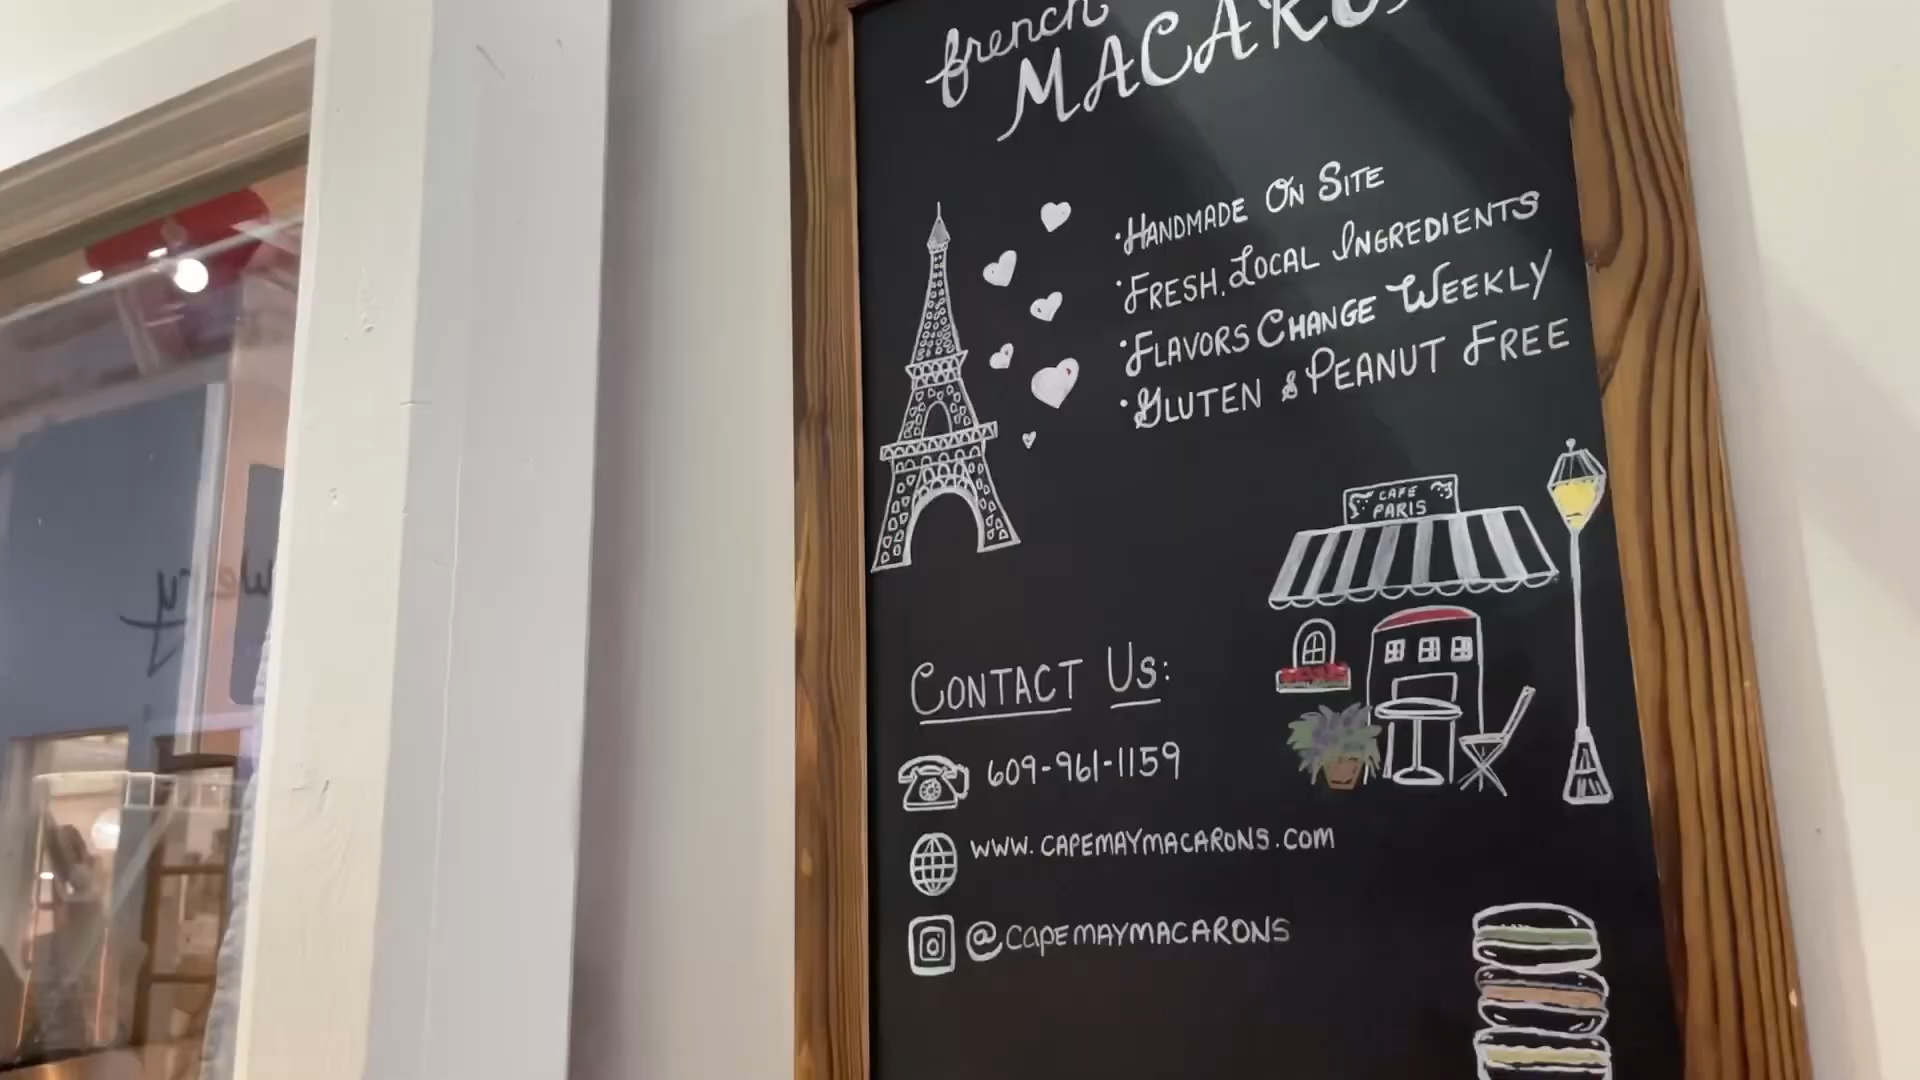 french
MACARO
· HANDMADE ON SITE
· FRESH, LOCAL INGREDIENTS
· FLAVORS CHANGE WEEKLY
· GLUTEN & PEANUT FREE
CAFE
PARIS
CONTACT US:
609-961-1159
WWW.CAPEMAYMACARONS.COM
@CAPEMAYMACARONS